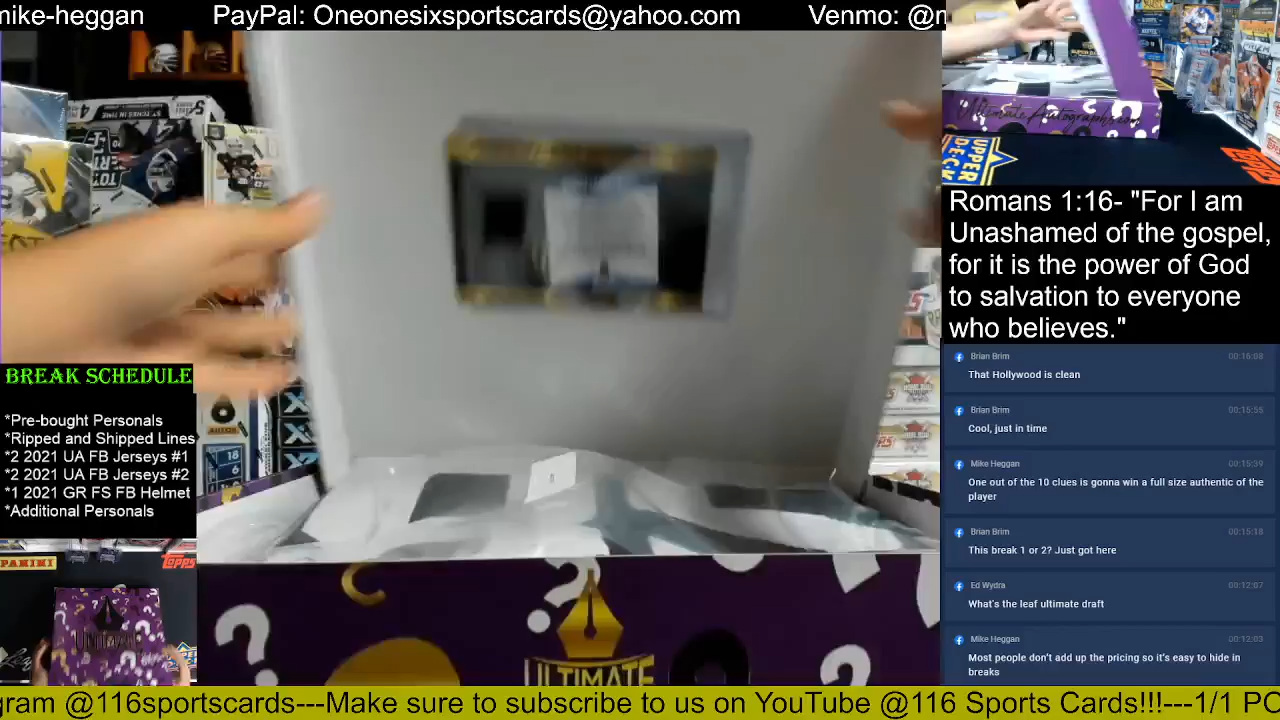 mike-heggan PayPal: Oneonesixsportscards@yahoo.com Venmo: @m
Ultimate Autographs.com
UPPER
DECK
Topps
Romans 1:16- "For I am
Unashamed of the gospel,
for it is the power of God
to salvation to everyone
who believes."
BREAK SCHEDULE
*Pre-bought Personals
*Ripped and Shipped Lines
*2 2021 UA FB Jerseys #1
*2 2021 UA FB Jerseys #2
*1 2021 GR FS FB Helmet
*Additional Personals
Brian Brim 00:16:08
That Hollywood is clean
Brian Brim 00:15:55
Cool, just in time
Mike Heggan 00:15:39
One out of the 10 clues is gonna win a full size authentic of the
player
Brian Brim 00:15:18
This break 1 or 2? Just got here
Ed Wydra 00:12:07
What's the leaf ultimate draft
Mike Heggan 00:12:03
Most people don't add up the pricing so it's easy to hide in
breaks
PANINI
Topps
ULTIMATE
gram @116sportscards---Make sure to subscribe to us on YouTube @116 Sports Cards!!!---1/1 PC